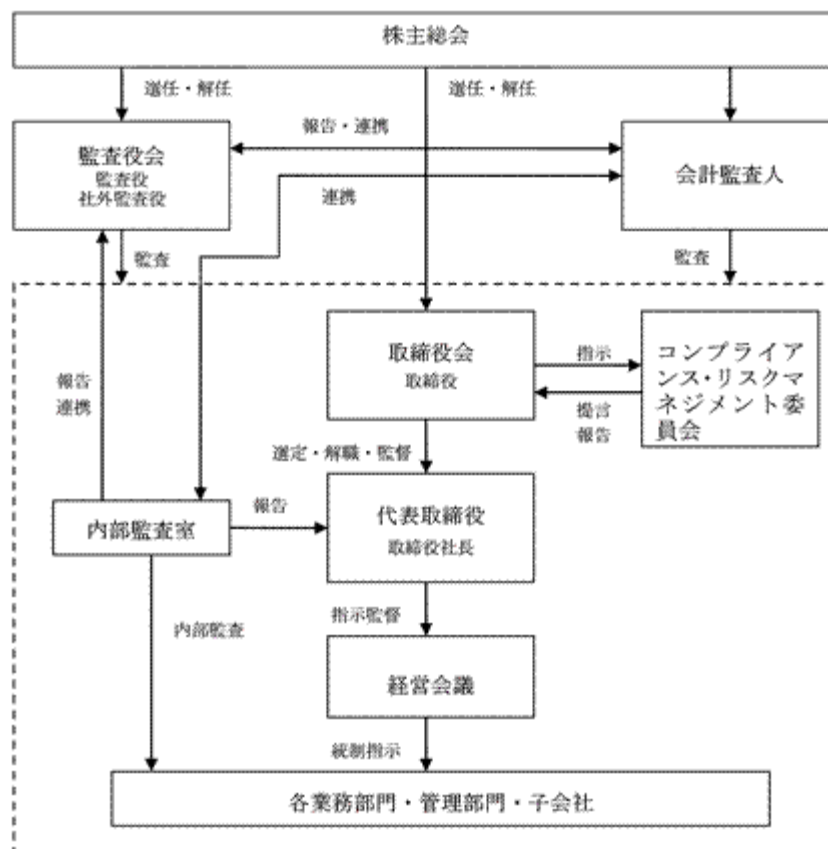 株主総会
選任・解任
選任・解任
報告・連携
監査役会
監査役
社外監査役
会計監査人
連携
監査
監査
取締役会
取締役
指示
提言
報告
コンプライア
ンス・リスクマ
ネジメント委
員会
報告
連携
選定・解職・監督
内部監査室
報告
代表取締役
取締役社長
指示監督
内部監査
経営会議
統制指示
各業務部門・管理部門・子会社